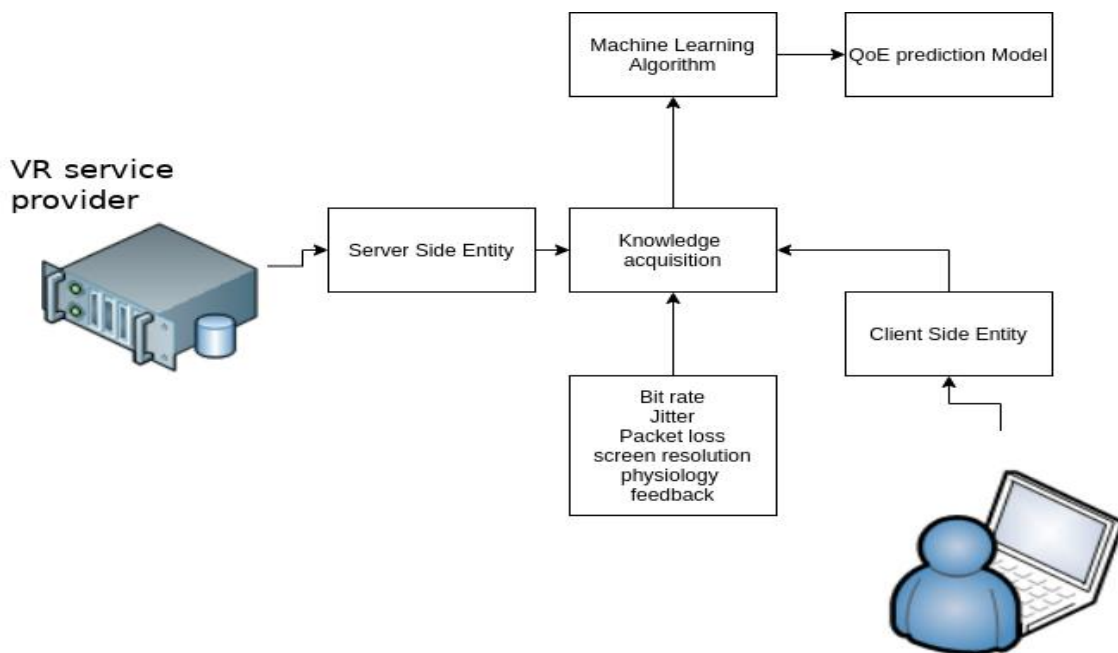 Machine Learning
Algorithm
QoE prediction Model
VR service
provider
Server Side Entity
Knowledge
acquisition
Client Side Entity
Bit rate
Jitter
Packet loss
screen resolution
physiology
feedback